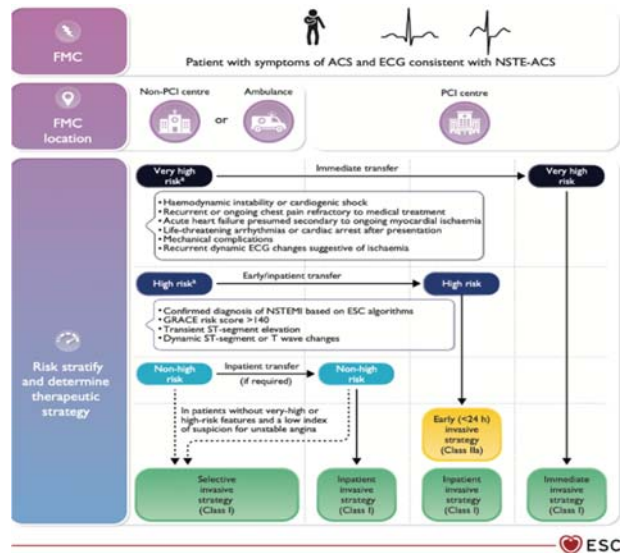 FMC
Patient with symptoms of ACS and ECG consistent with NSTE-ACS
FMC
location
Non-PCI centre
or
Ambulance
PCI centre
Risk stratify
and determine
therapeutic
strategy
Very high
riskª
Immediate transfer
Very high
risk
•Haemodynamic instability or cardiogenic shock
•Recurrent or ongoing chest pain refractory to medical treatment
•Acute heart failure presumed secondary to ongoing myocardial ischaemia
•Life-threatening arrhythmias or cardiac arrest after presentation
•Mechanical complications
•Recurrent dynamic ECG changes suggestive of ischaemia
High riskª
Early/inpatient transfer
High risk
•Confirmed diagnosis of NSTEMI based on ESC algorithms
•GRACE risk score >140
•Transient ST-segment elevation
•Dynamic ST-segment or T wave changes
Non-high
risk
Inpatient transfer
(if required)
Non-high
risk
In patients without very-high or
high-risk features and a low index
of suspicion for unstable angina
Early (<24 h)
invasive
strategy
(Class IIa)
Selective
invasive
strategy
(Class I)
Inpatient
invasive
strategy
(Class I)
Inpatient
invasive
strategy
(Class I)
Immediate
invasive
strategy
(Class I)
ESC